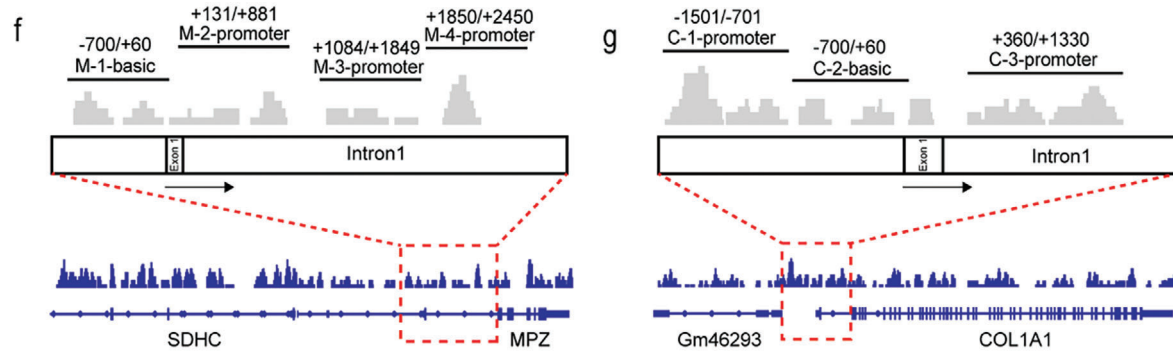 f
-700/+60
M-1-basic
+131/+881
M-2-promoter
+1084/+1849
M-3-promoter
+1850/+2450
M-4-promoter
Exon 1
Intron1
SDHC
MPZ
g
-1501/-701
C-1-promoter
-700/+60
C-2-basic
+360/+1330
C-3-promoter
Exon 1
Intron1
Gm46293
COL1A1